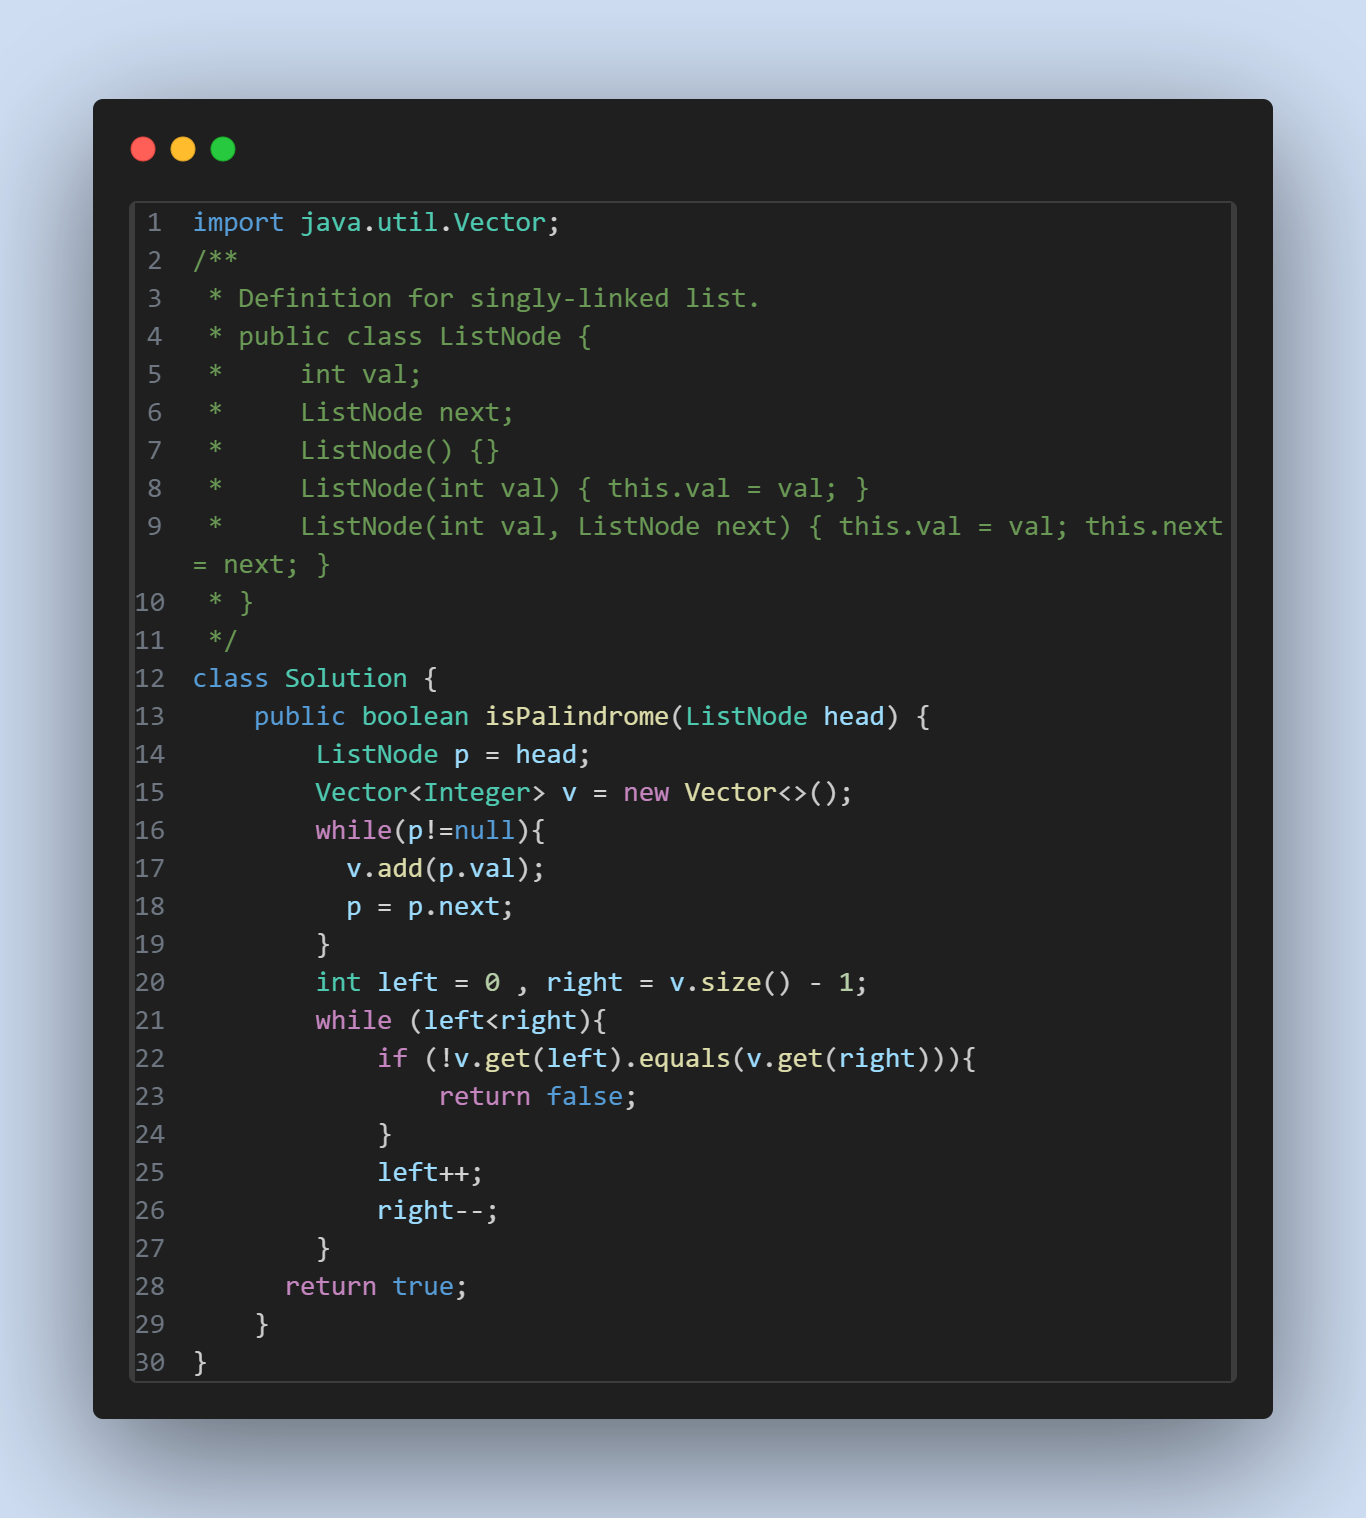 1 import java.util.Vector;
2 /**
3  * Definition for singly-linked list.
4  * public class ListNode {
5  *     int val;
6  *     ListNode next;
7  *     ListNode() {}
8  *     ListNode(int val) { this.val = val; }
9  *     ListNode(int val, ListNode next) { this.val = val; this.next
= next; }
10  * }
11  */
12 class Solution {
13     public boolean isPalindrome(ListNode head) {
14         ListNode p = head;
15         Vector<Integer> v = new Vector<>();
16         while(p!=null){
17           v.add(p.val);
18           p = p.next;
19         }
20         int left = 0 , right = v.size() - 1;
21         while (left<right){
22             if (!v.get(left).equals(v.get(right))){
23                 return false;
24             }
25             left++;
26             right--;
27         }
28       return true;
29     }
30 }